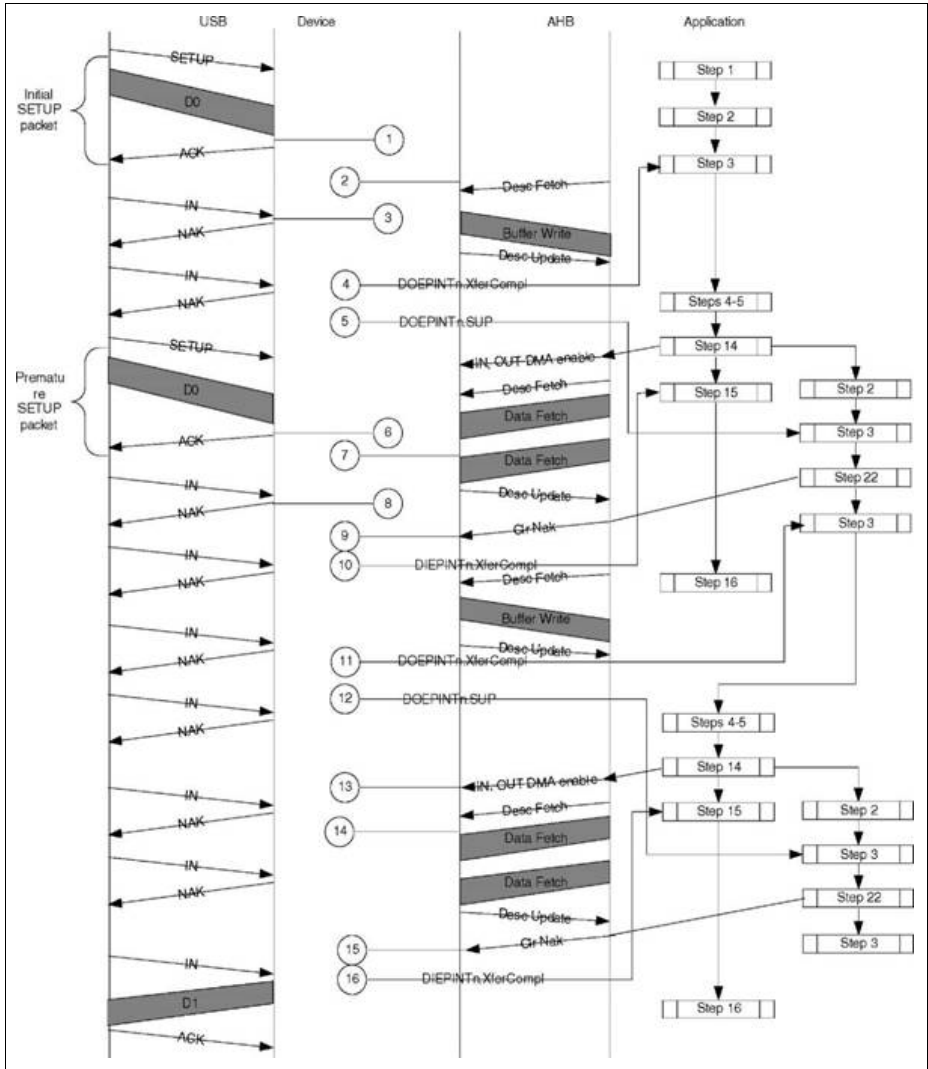 USB Device AHB Application
SETUP
Step 1
Initial
SETUP
packet
D0
Step 2
1
ACK
Step 3
2
Desc Fetch
IN
3
NAK
Buffer Write
Desc Update
IN
4
DOEPINTn.XferCompl
NAK
Steps 4-5
5
DOEPINTn.SUP
SETUP
Step 14
IN, OUT DMA enable
Prematu
re
SETUP
packet
D0
Desc Fetch
Step 15
Step 2
Data Fetch
6
Step 3
ACK
7
Data Fetch
Step 22
IN
Desc Update
8
NAK
Glr Nak
Step 3
9
IN
10
DIEPINTn.XferCompl
NAK
Desc Fetch
Step 16
Buffer Write
IN
Desc Update
11
DOEPINTn.XferCompl
NAK
12
DOEPINTn.SUP
IN
Steps 4-5
NAK
Step 14
13
IN, OUT DMA enable
IN
Desc Fetch
Step 15
Step 2
NAK
14
Data Fetch
Step 3
IN
Data Fetch
NAK
Step 22
Desc Update
Glr Nak
Step 3
15
IN
16
DIEPINTn.XferCompl
D1
Step 16
ACK